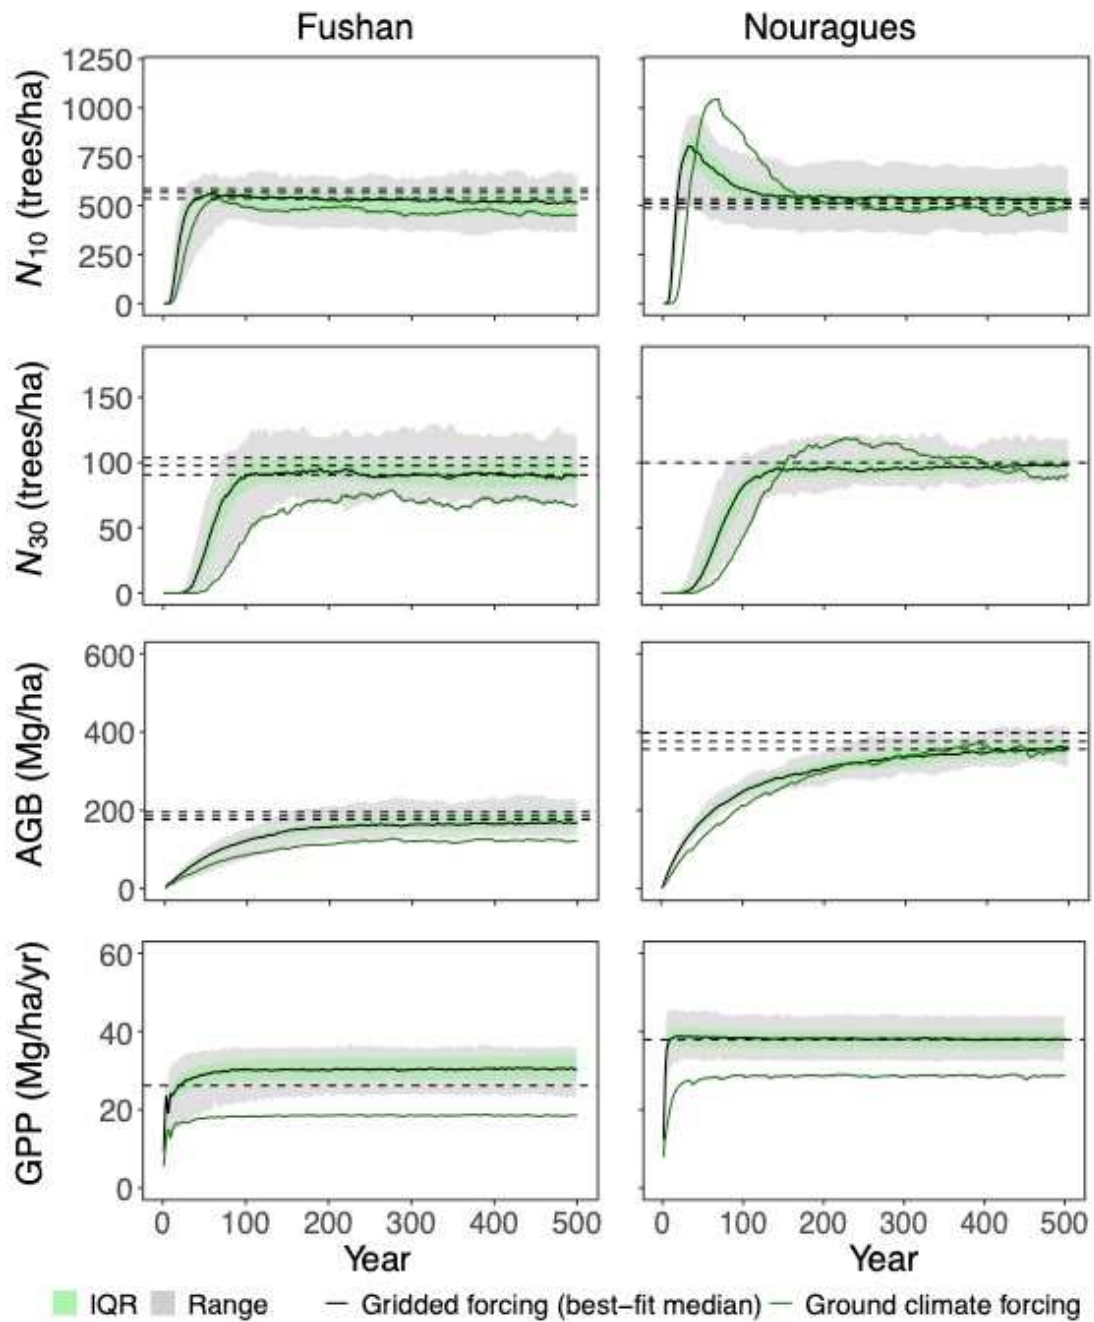 Fushan Nouragues
N10 (trees/ha)
1250
1000
750
500
250
0
N30 (trees/ha)
150
100
50
0
AGB (Mg/ha)
600
400
200
0
GPP (Mg/ha/yr)
60
40
20
0
0 100 200 300 400 500 0 100 200 300 400 500
Year Year
IQR Range Gridded forcing (best−fit median) Ground climate forcing